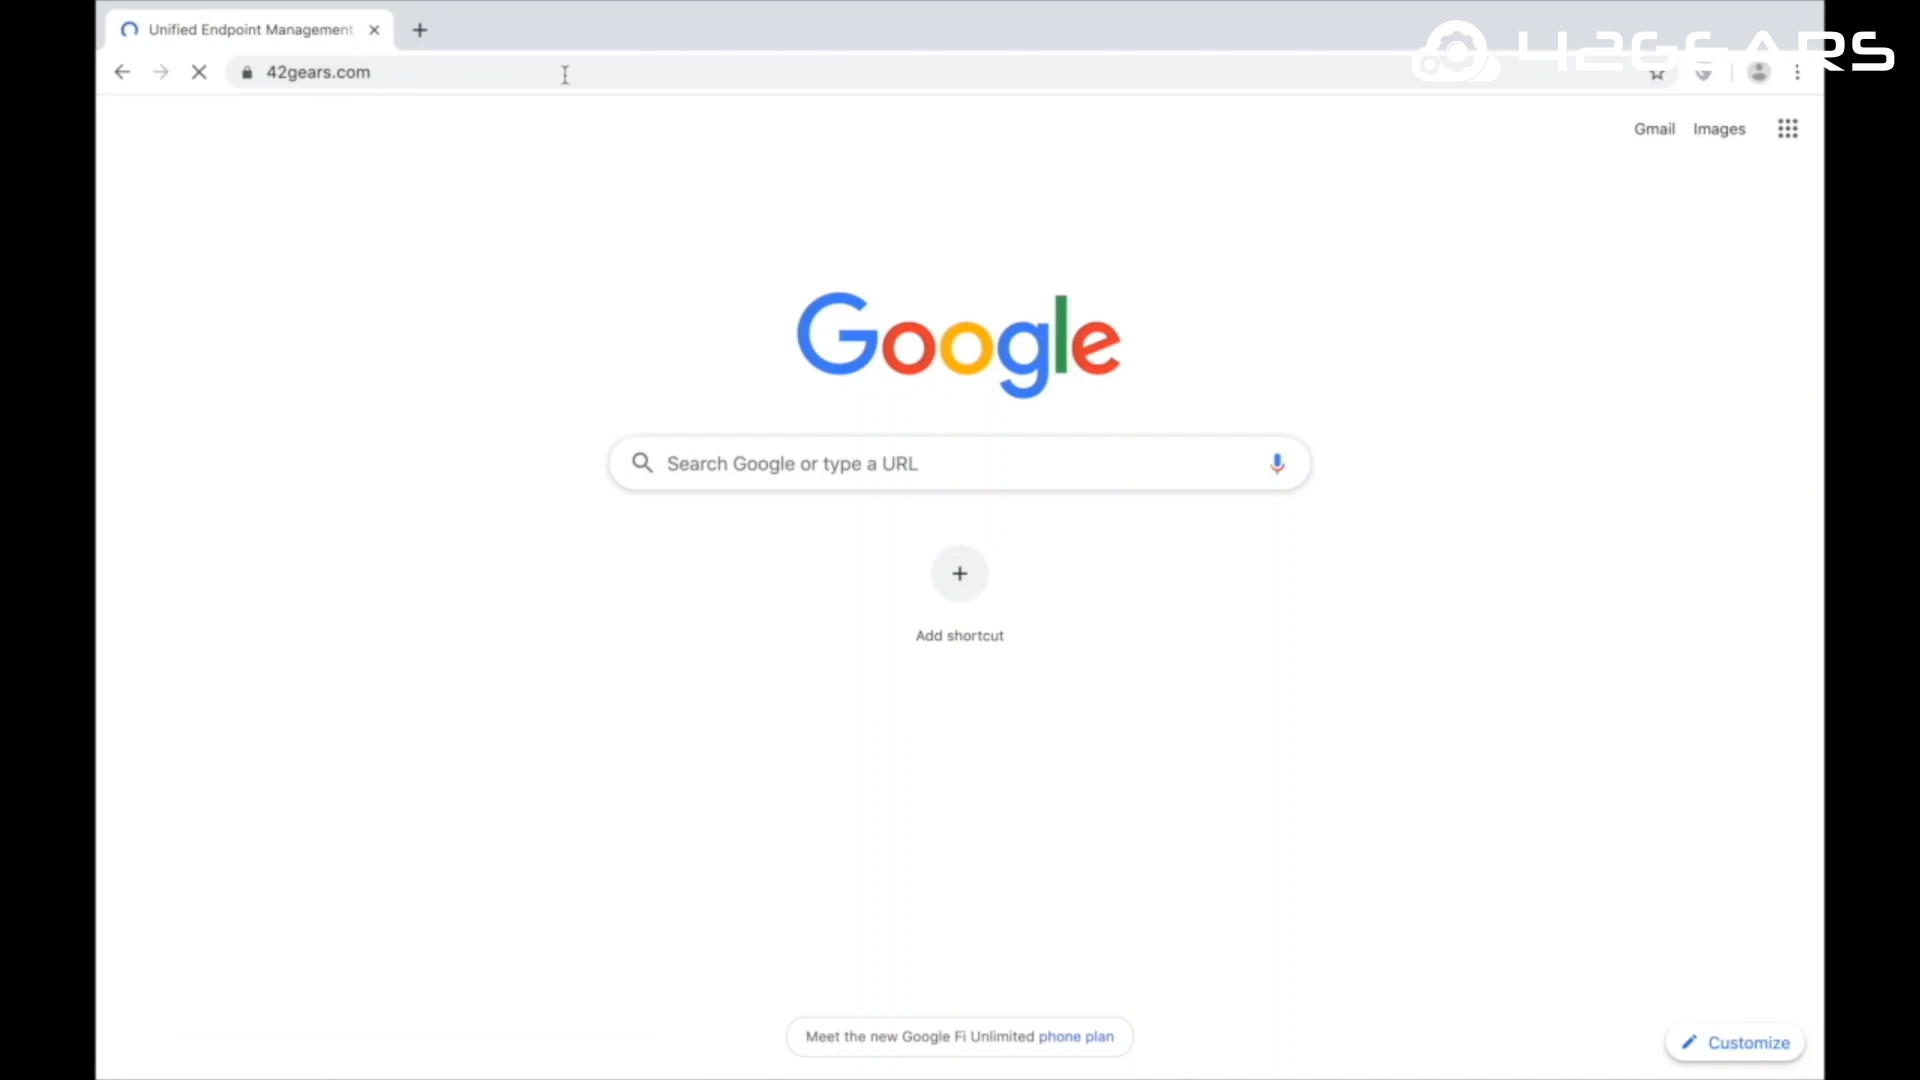 Unified Endpoint Management
42GEARS
42gears.com
Gmail Images
Google
Search Google or type a URL
Add shortcut
Meet the new Google Fi Unlimited phone plan
Customize